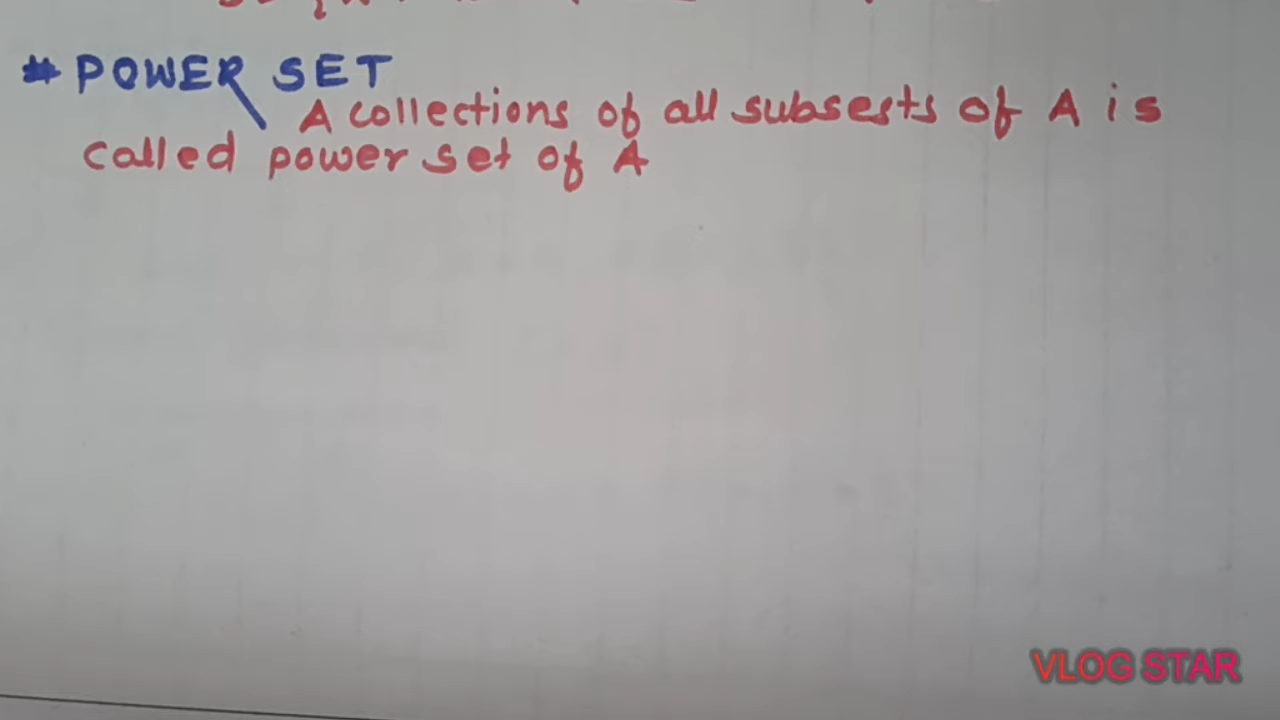 # POWER SET
A collections of all subsests of A is
called power set of A
VLOG STAR